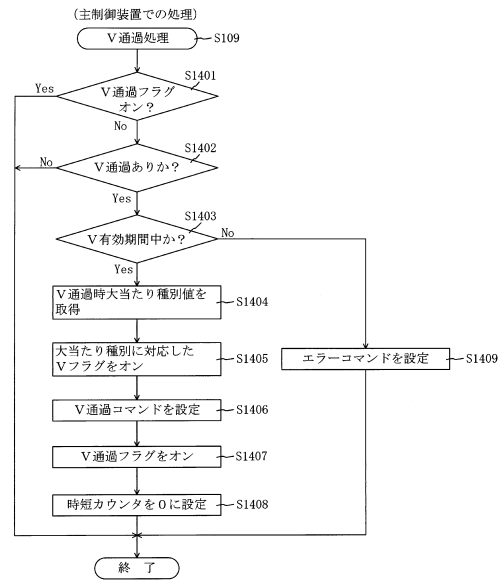 (主制御装置での処理)
V通過処理
S109
S1401
Yes
V通過フラグ
オン?
No
S1402
No
V通過ありか?
Yes
S1403
V有効期間中か?
No
Yes
V通過時大当たり種別値を
取得
S1404
大当たり種別に対応した
Vフラグをオン
S1405
エラーコマンドを設定
S1409
V通過コマンドを設定
S1406
V通過フラグをオン
S1407
時短カウンタを0に設定
S1408
終 了